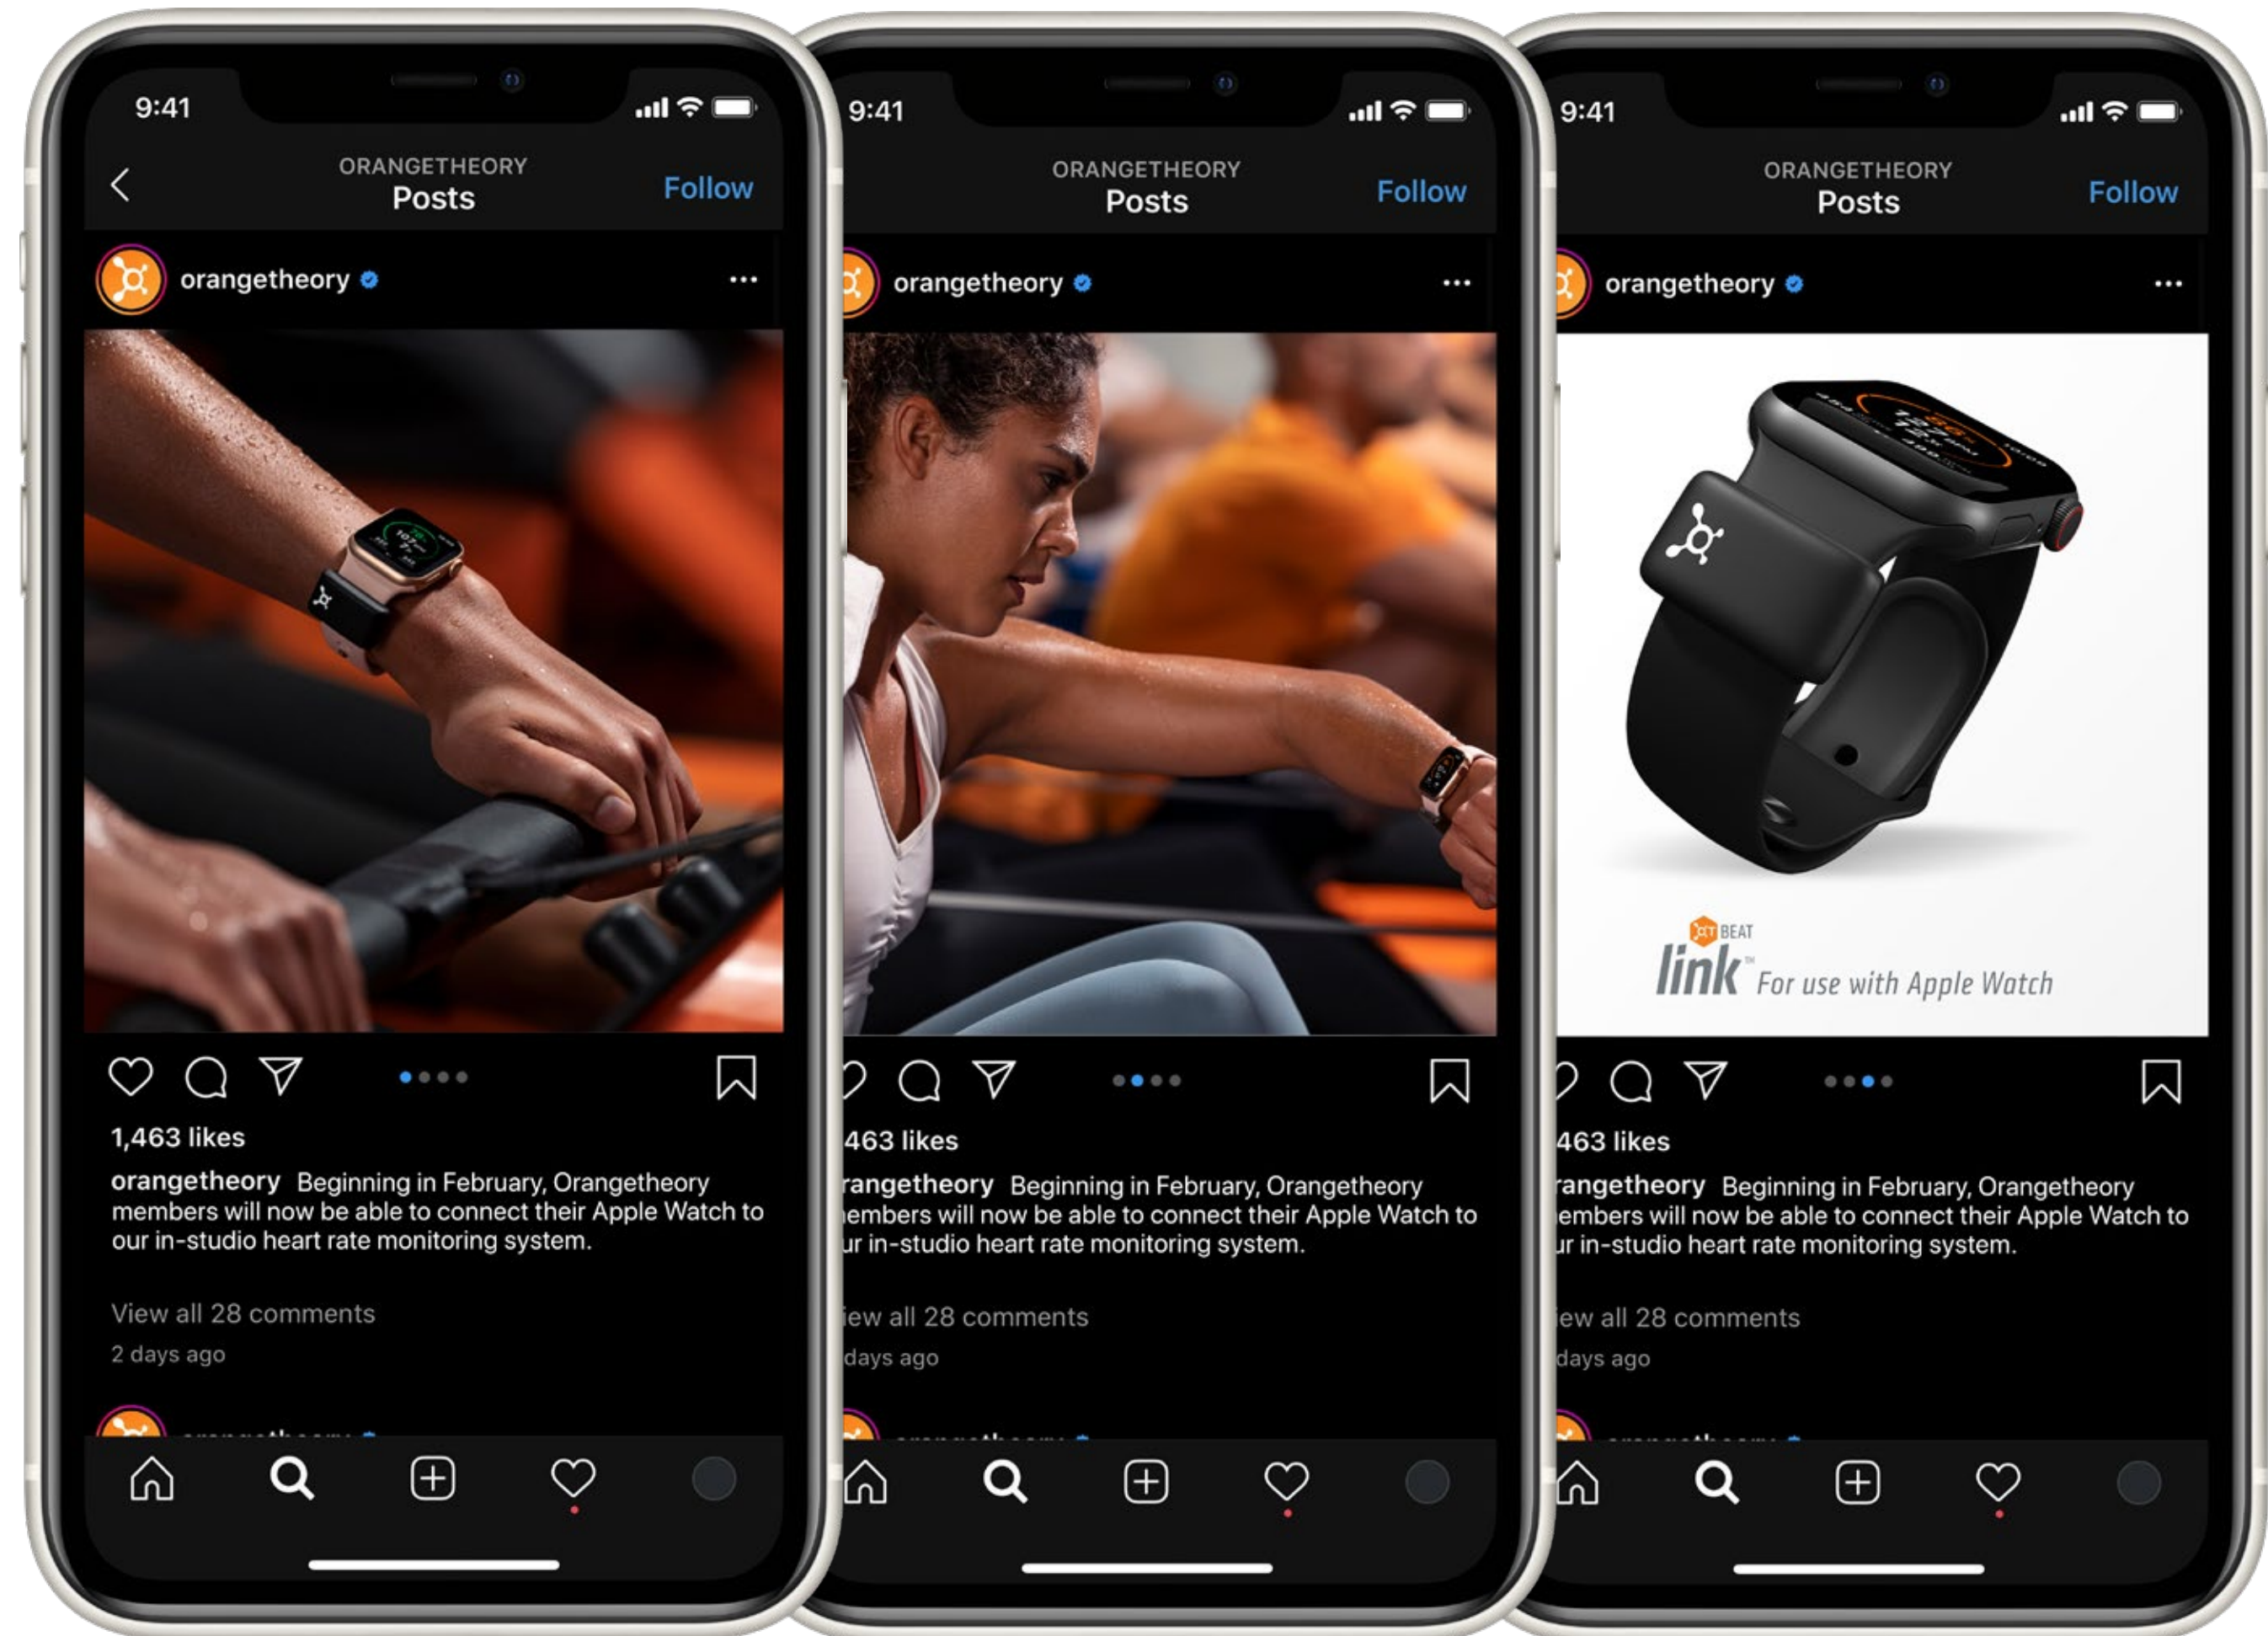 9:41
ORANGETHEORY
Posts
Follow
orangetheory
1,463 likes
orangetheory Beginning in February, Orangetheory
members will now be able to connect their Apple Watch to
our in-studio heart rate monitoring system.
View all 28 comments
2 days ago
9:41
ORANGETHEORY
Posts
Follow
orangetheory
463 likes
rangetheory Beginning in February, Orangetheory
embers will now be able to connect their Apple Watch to
ur in-studio heart rate monitoring system.
iew all 28 comments
days ago
9:41
ORANGETHEORY
Posts
Follow
orangetheory
OT BEAT
link™ For use with Apple Watch
463 likes
rangetheory Beginning in February, Orangetheory
embers will now be able to connect their Apple Watch to
ur in-studio heart rate monitoring system.
iew all 28 comments
days ago